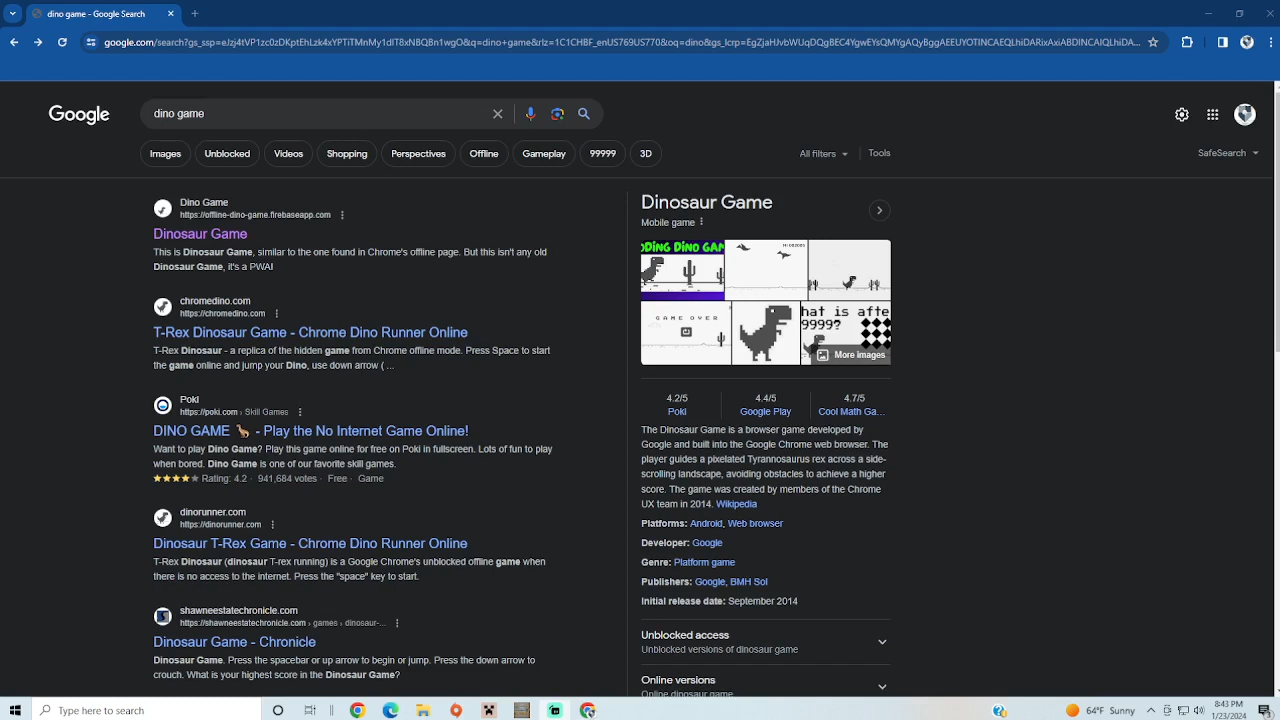 dino game - Google Search
google.com/search?gs_ssp=eJzj4tVP1zc0zDKptEhLzk4xYPTiTMnMy1dIT8xNBQBn1wgO&q=dino+game&rlz=1C1CHBF_enUS769US770&oq=dino&gs_lcrp=EgZjaHJvbWUqDQgBEC4YgwEYsQMYgAQyBggAEEUYOTINCAEQLhiDARixAxiABDINCAIQLhiDA...
Google
dino game
Images
Unblocked
Videos
Shopping
Perspectives
Offline
Gameplay
99999
3D
All filters
Tools
SafeSearch
Dino Game
https://offline-dino-game.firebaseapp.com
Dinosaur Game
This is Dinosaur Game, similar to the one found in Chrome's offline page. But this isn't any old
Dinosaur Game, it's a PWA!
chromedino.com
https://chromedino.com
T-Rex Dinosaur Game - Chrome Dino Runner Online
T-Rex Dinosaur - a replica of the hidden game from Chrome offline mode. Press Space to start
the game online and jump your Dino, use down arrow ( ...
Poki
https://poki.com › Skill Games
DINO GAME 🦕 - Play the No Internet Game Online!
Want to play Dino Game? Play this game online for free on Poki in fullscreen. Lots of fun to play
when bored. Dino Game is one of our favorite skill games.
Rating: 4.2 · 941,684 votes · Free · Game
dinorunner.com
https://dinorunner.com
Dinosaur T-Rex Game - Chrome Dino Runner Online
T-Rex Dinosaur (dinosaur T-rex running) is a Google Chrome's unblocked offline game when
there is no access to the internet. Press the "space" key to start.
shawneestatechronicle.com
https://shawneestatechronicle.com › games › dinosaur-...
Dinosaur Game - Chronicle
Dinosaur Game. Press the spacebar or up arrow to begin or jump. Press the down arrow to
crouch. What is your highest score in the Dinosaur Game?
Dinosaur Game
Mobile game
ODING DINO GAM
GAME OVER
hat is afte
9999?
More images
4.2/5
Poki
4.4/5
Google Play
4.7/5
Cool Math Ga...
The Dinosaur Game is a browser game developed by
Google and built into the Google Chrome web browser. The
player guides a pixelated Tyrannosaurus rex across a side-
scrolling landscape, avoiding obstacles to achieve a higher
score. The game was created by members of the Chrome
UX team in 2014. Wikipedia
Platforms: Android, Web browser
Developer: Google
Genre: Platform game
Publishers: Google, BMH Sol
Initial release date: September 2014
Unblocked access
Unblocked versions of dinosaur game
Online versions
Online dinosaur game
Type here to search
64°F Sunny
8:43 PM
1/23/2024